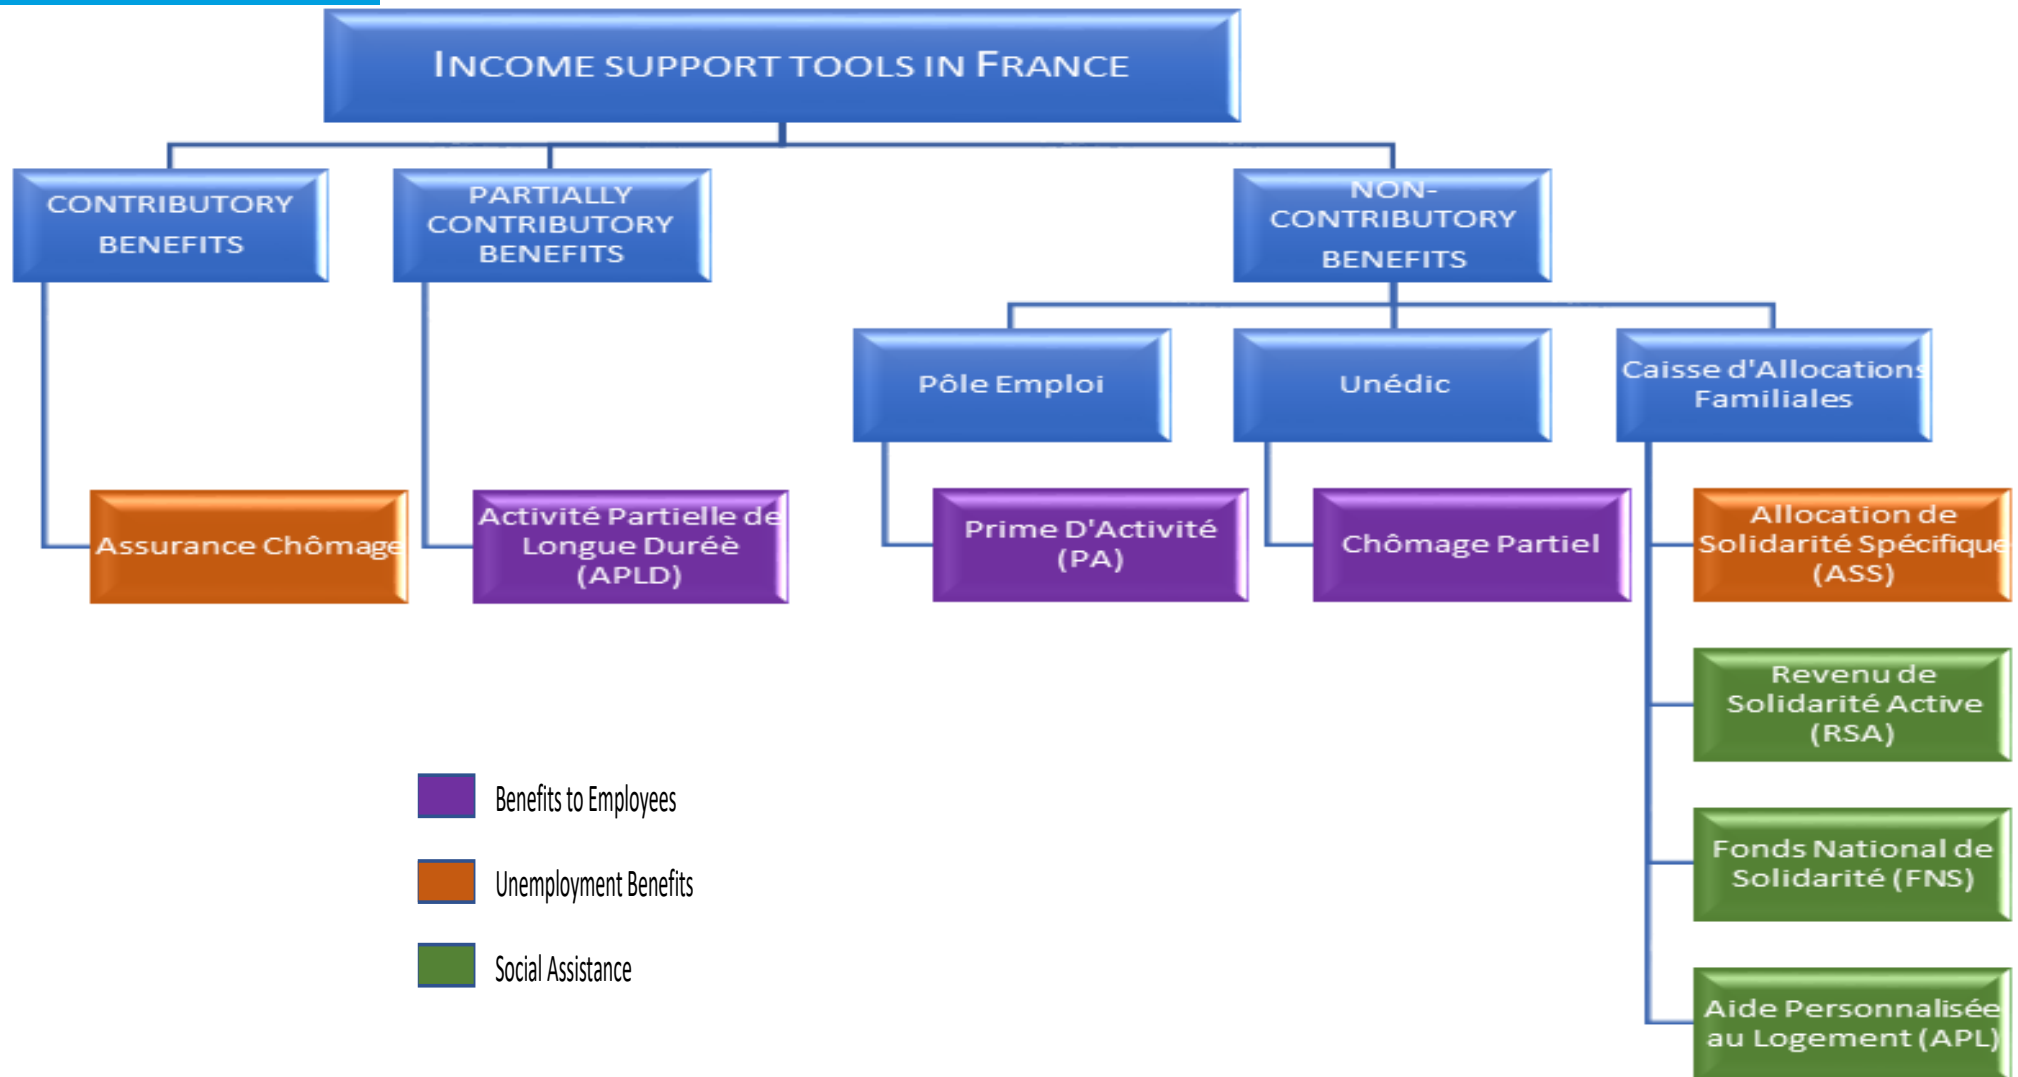 INCOME SUPPORT TOOLS IN FRANCE
CONTRIBUTORY
BENEFITS
PARTIALLY
CONTRIBUTORY
BENEFITS
NON-
CONTRIBUTORY
BENEFITS
Pôle Emploi
Unédic
Caisse d'Allocations
Familiales
Assurance Chômage
Activité Partielle de
Longue Duréè
(APLD)
Prime D'Activité
(PA)
Chômage Partiel
Allocation de
Solidarité Spécifique
(ASS)
Revenu de
Solidarité Active
(RSA)
Fonds National de
Solidarité (FNS)
Aide Personnalisée
au Logement (APL)
Benefits to Employees
Unemployment Benefits
Social Assistance